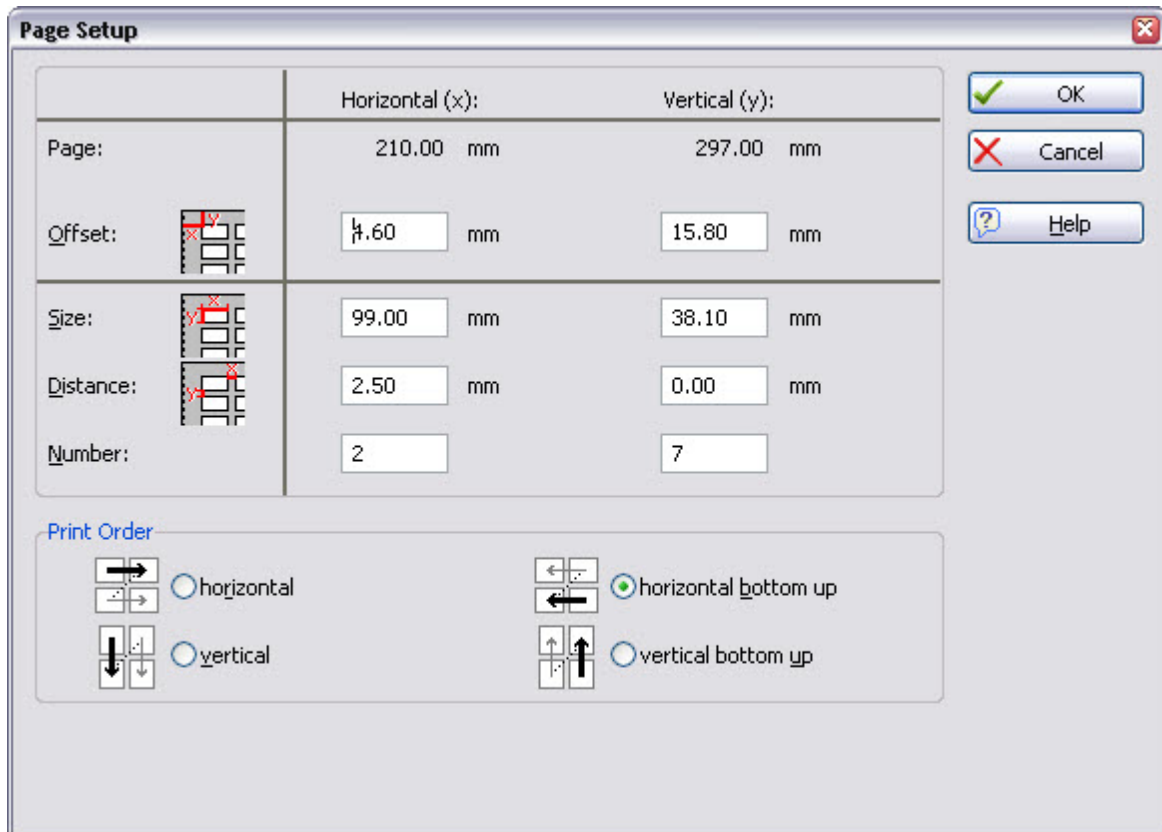 Page Setup
Horizontal (x): Vertical (y):
Page: 210.00 mm 297.00 mm
Offset: x y 4.60 mm 15.80 mm
Size: x y 99.00 mm 38.10 mm
Distance: x y 2.50 mm 0.00 mm
Number: 2 7
OK
Cancel
Help
Print Order
horizontal horizontal bottom up
vertical vertical bottom up